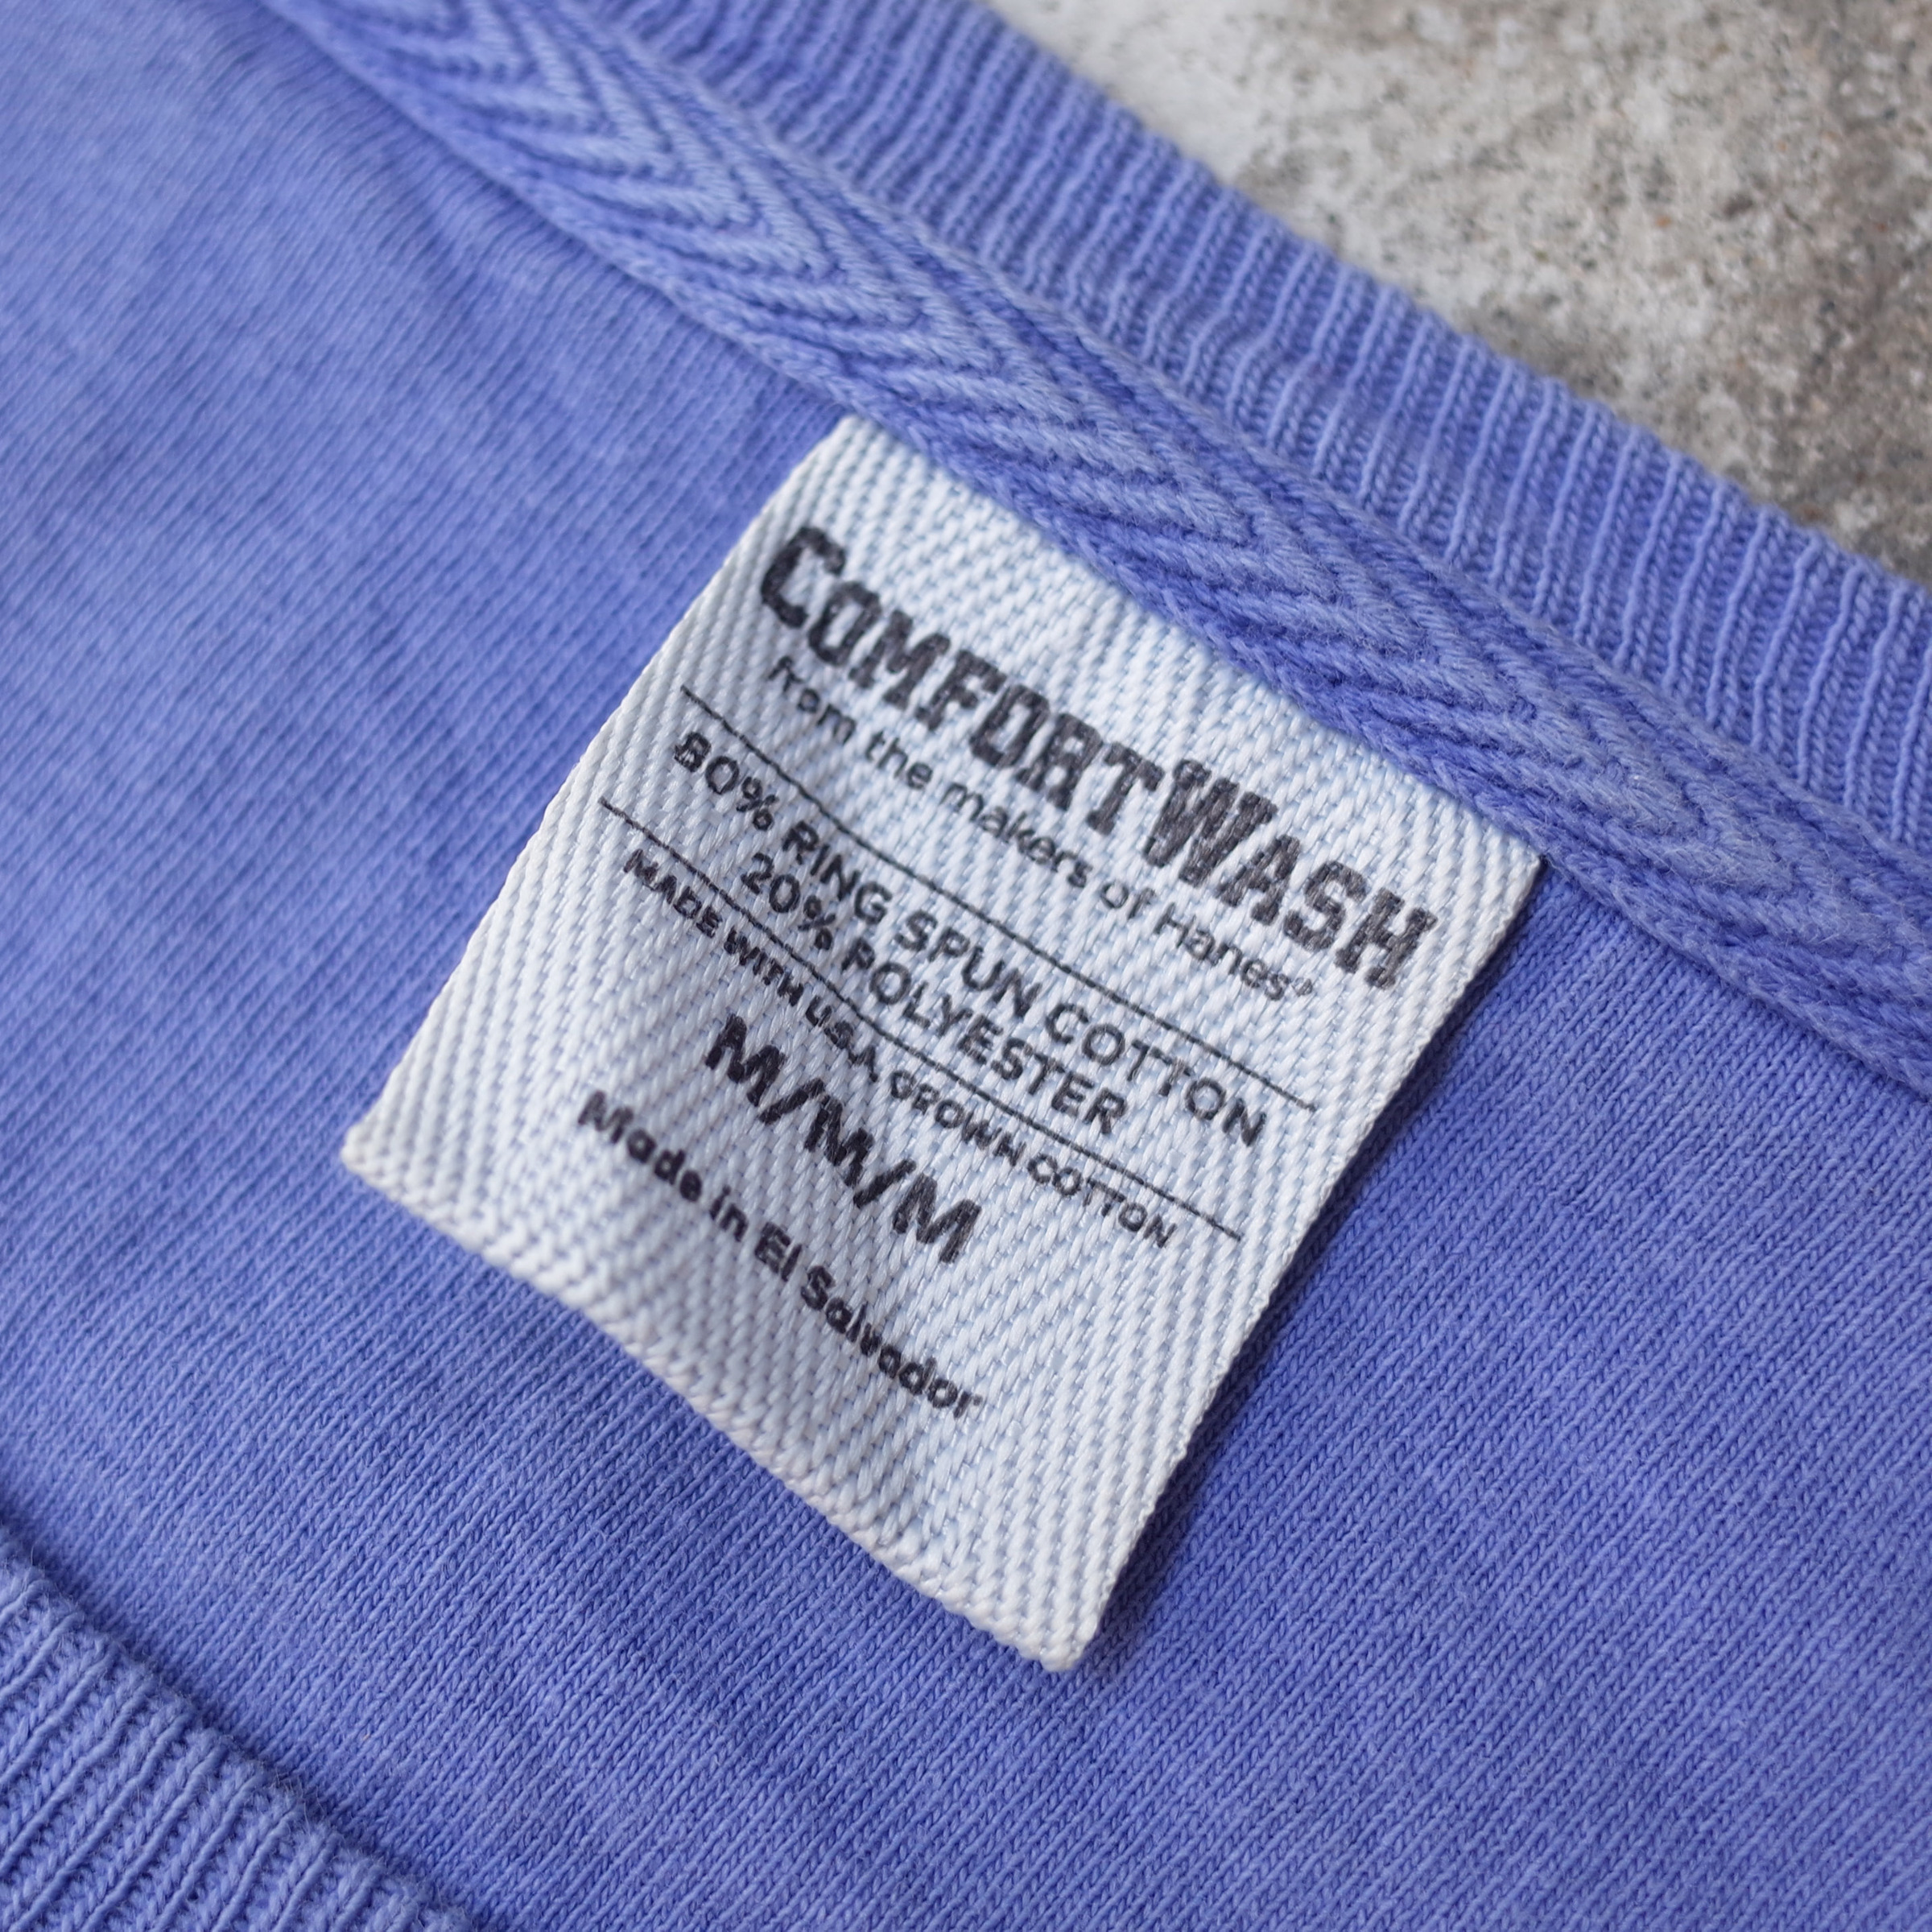 COMFORTWASH
from the makers of Hanes®
80% RING SPUN COTTON
20% POLYESTER
MADE WITH USA GROWN COTTON
M/M/M
Made in El Salvador